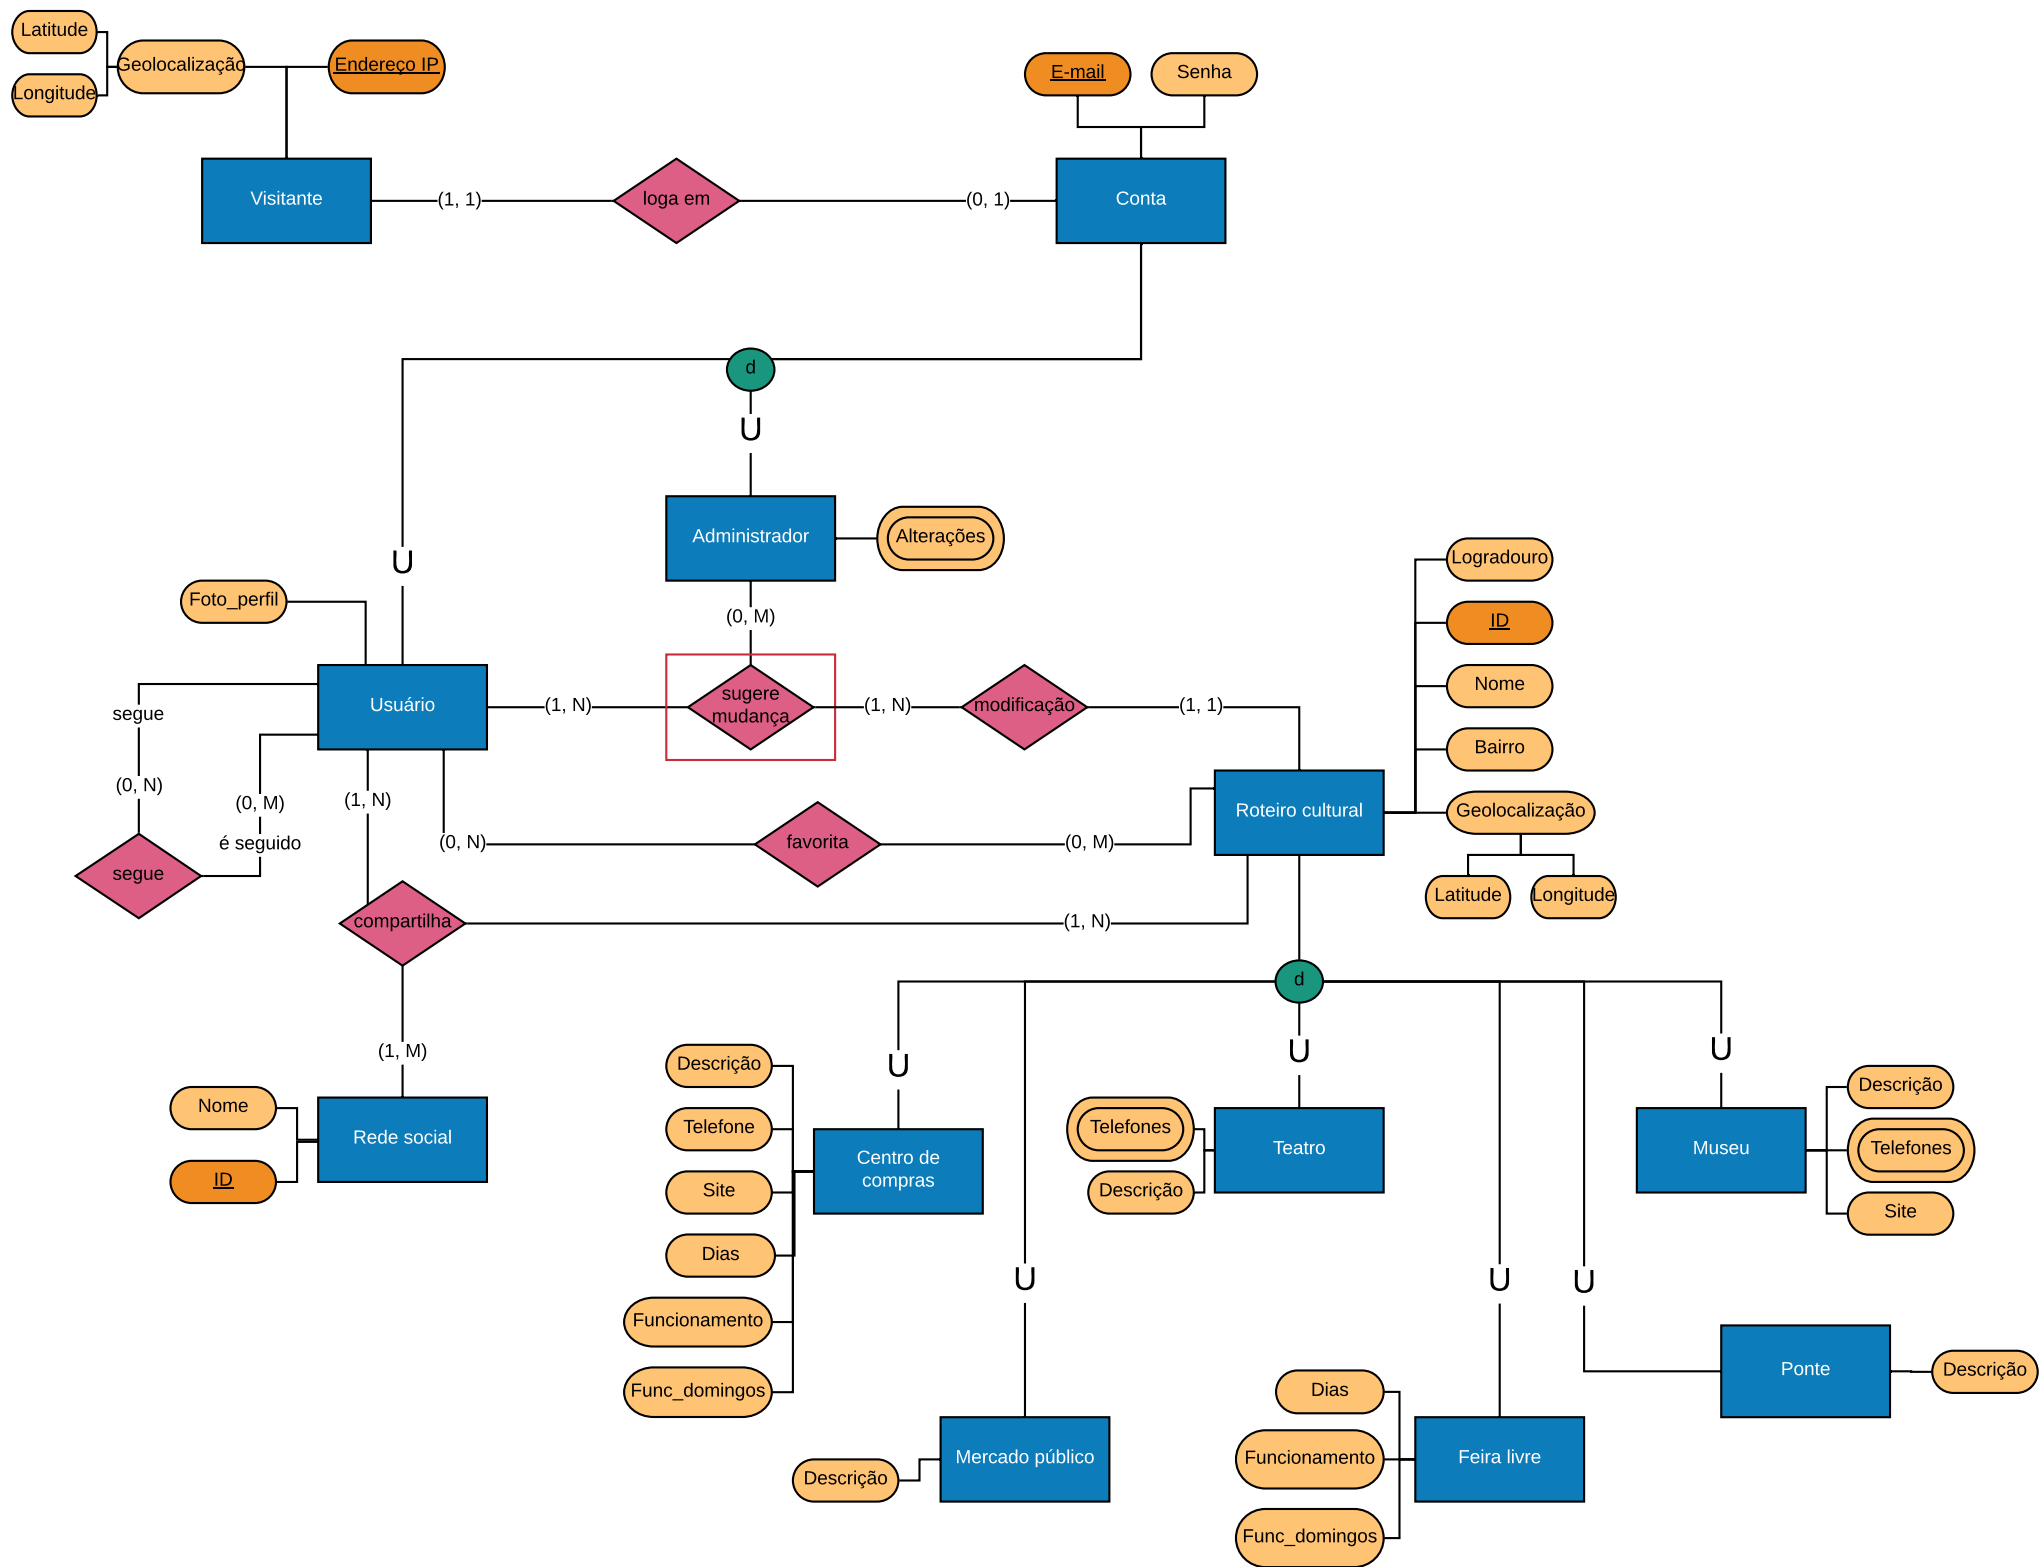 Latitude
Geolocalização
Endereço IP
Longitude
E-mail
Senha
Visitante
(1, 1)
loga em
(0, 1)
Conta
d
U
Administrador
Alterações
U
(0, M)
Foto_perfil
Logradouro
ID
Nome
Bairro
Geolocalização
Latitude
Longitude
Usuário
(1, N)
sugere
mudança
(1, N)
modificação
(1, 1)
segue
(0, N)
(0, M)
é seguido
segue
(1, N)
(0, N)
favorita
(0, M)
Roteiro cultural
compartilha
(1, N)
d
(1, M)
Nome
ID
Rede social
U
Descrição
Telefone
Site
Dias
Funcionamento
Func_domingos
Centro de
compras
U
Telefones
Descrição
Teatro
U
Museu
Descrição
Telefones
Site
U
U
U
Descrição
Mercado público
Dias
Funcionamento
Func_domingos
Feira livre
Ponte
Descrição